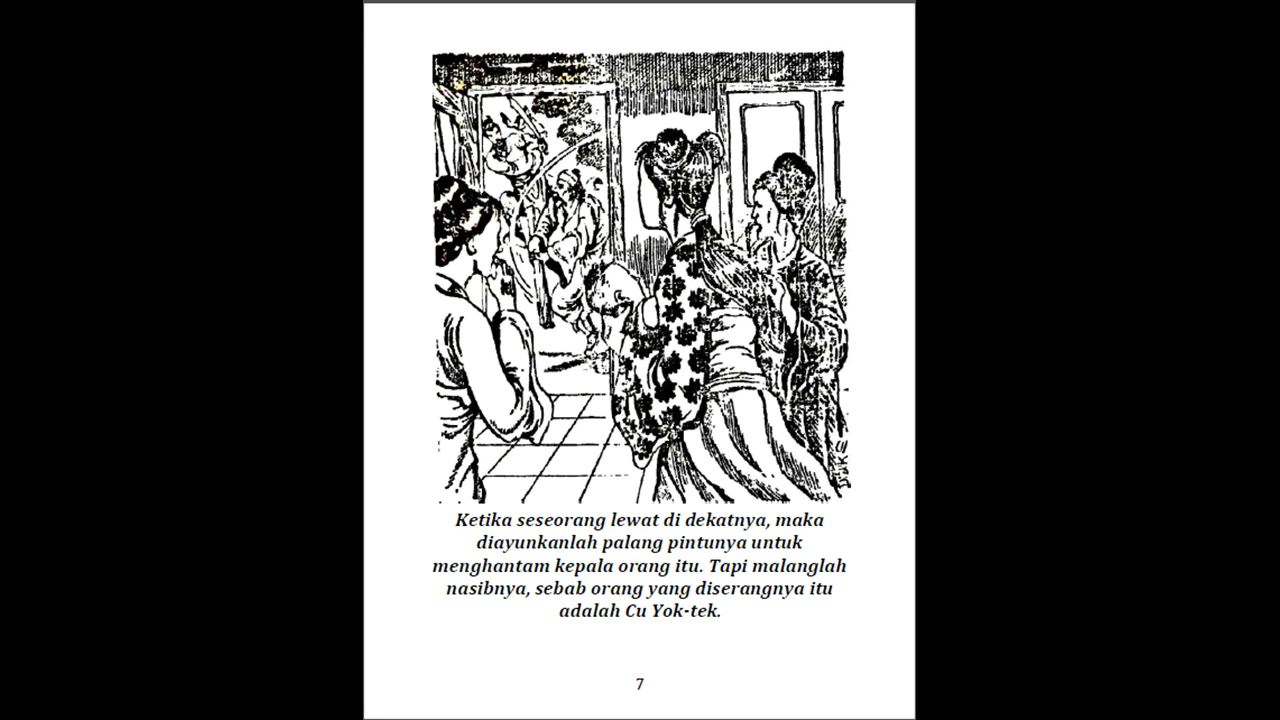 Ketika seseorang lewat di dekatnya, maka
diayunkanlah palang pintunya untuk
menghantam kepala orang itu. Tapi malanglah
nasibnya, sebab orang yang diserangnya itu
adalah Cu Yok-tek.
7